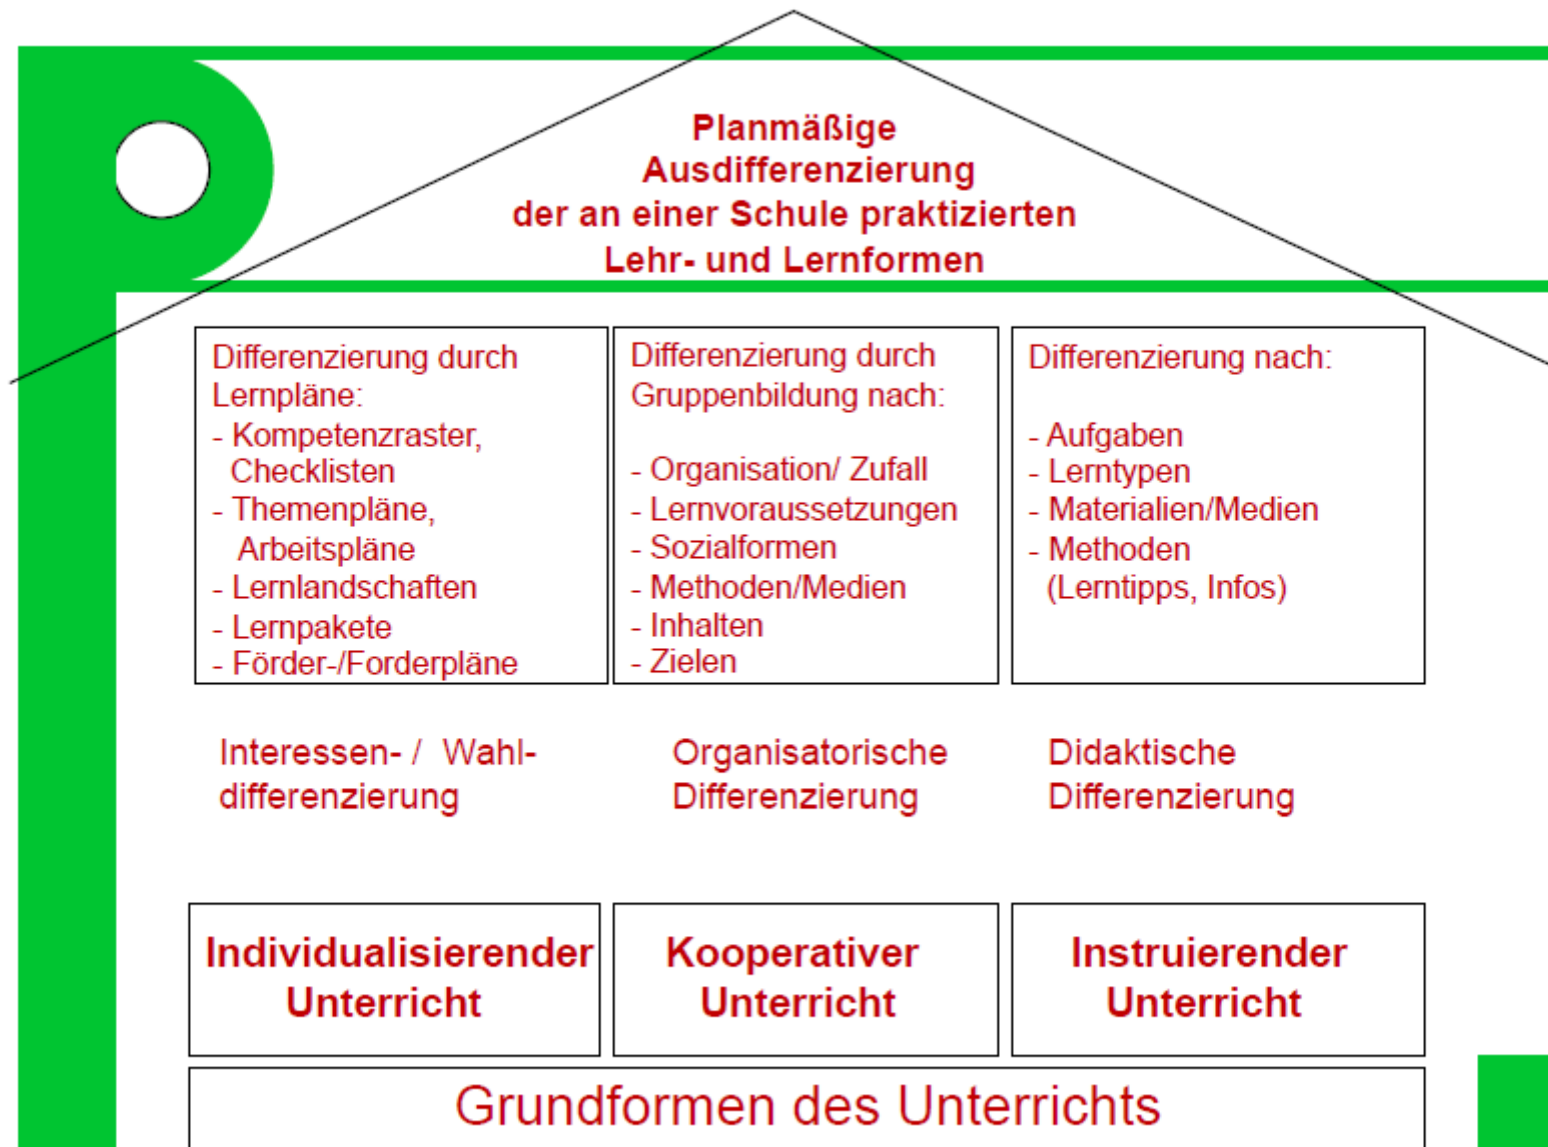 Planmäßige
Ausdifferenzierung
der an einer Schule praktizierten
Lehr- und Lernformen
Differenzierung durch
Lernpläne:
- Kompetenzraster,
Checklisten
- Themenpläne,
Arbeitspläne
- Lernlandschaften
- Lernpakete
- Förder-/Forderpläne
Differenzierung durch
Gruppenbildung nach:
- Organisation/ Zufall
- Lernvoraussetzungen
- Sozialformen
- Methoden/Medien
- Inhalten
- Zielen
Differenzierung nach:
- Aufgaben
- Lerntypen
- Materialien/Medien
- Methoden
(Lerntipps, Infos)
Interessen- / Wahl-
differenzierung
Organisatorische
Differenzierung
Didaktische
Differenzierung
Individualisierender
Unterricht
Kooperativer
Unterricht
Instruierender
Unterricht
Grundformen des Unterrichts